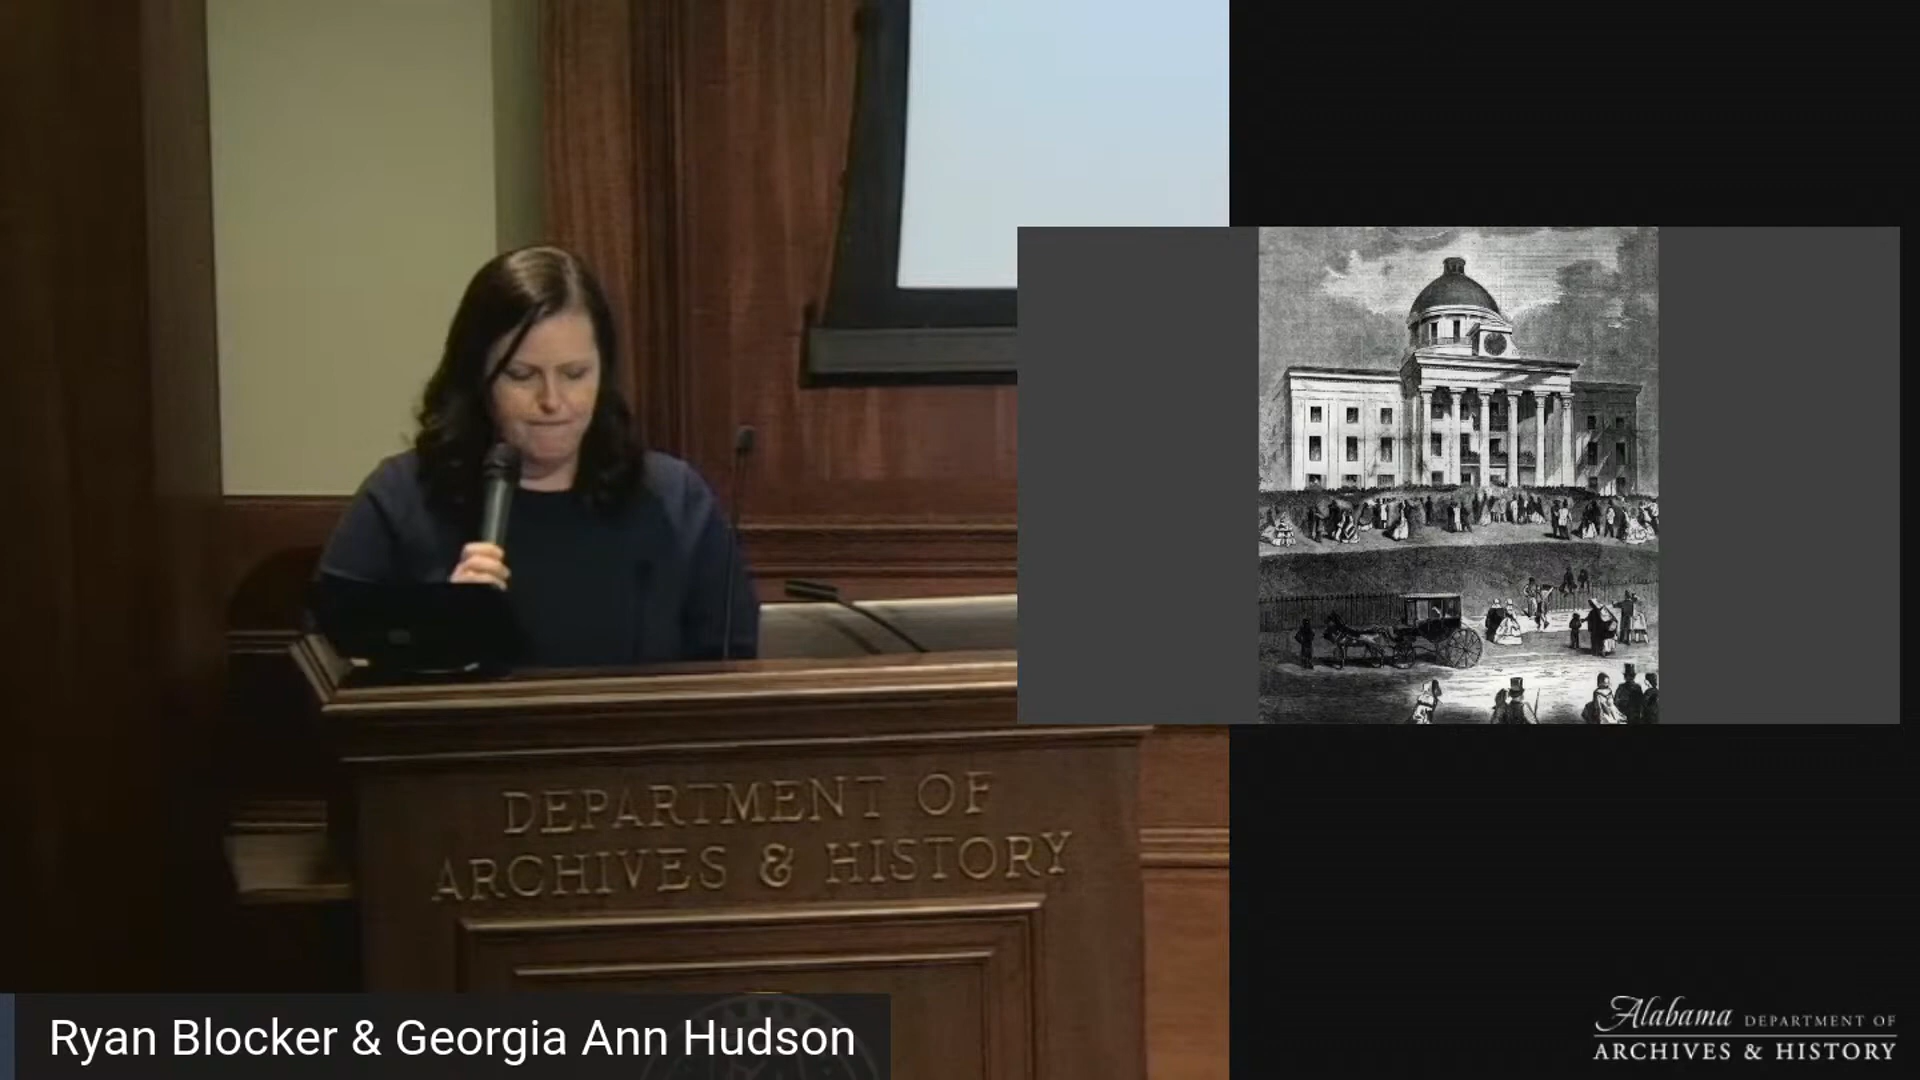 DEPARTMENT OF
ARCHIVES & HISTORY
Ryan Blocker & Georgia Ann Hudson
Alabama DEPARTMENT OF
ARCHIVES & HISTORY